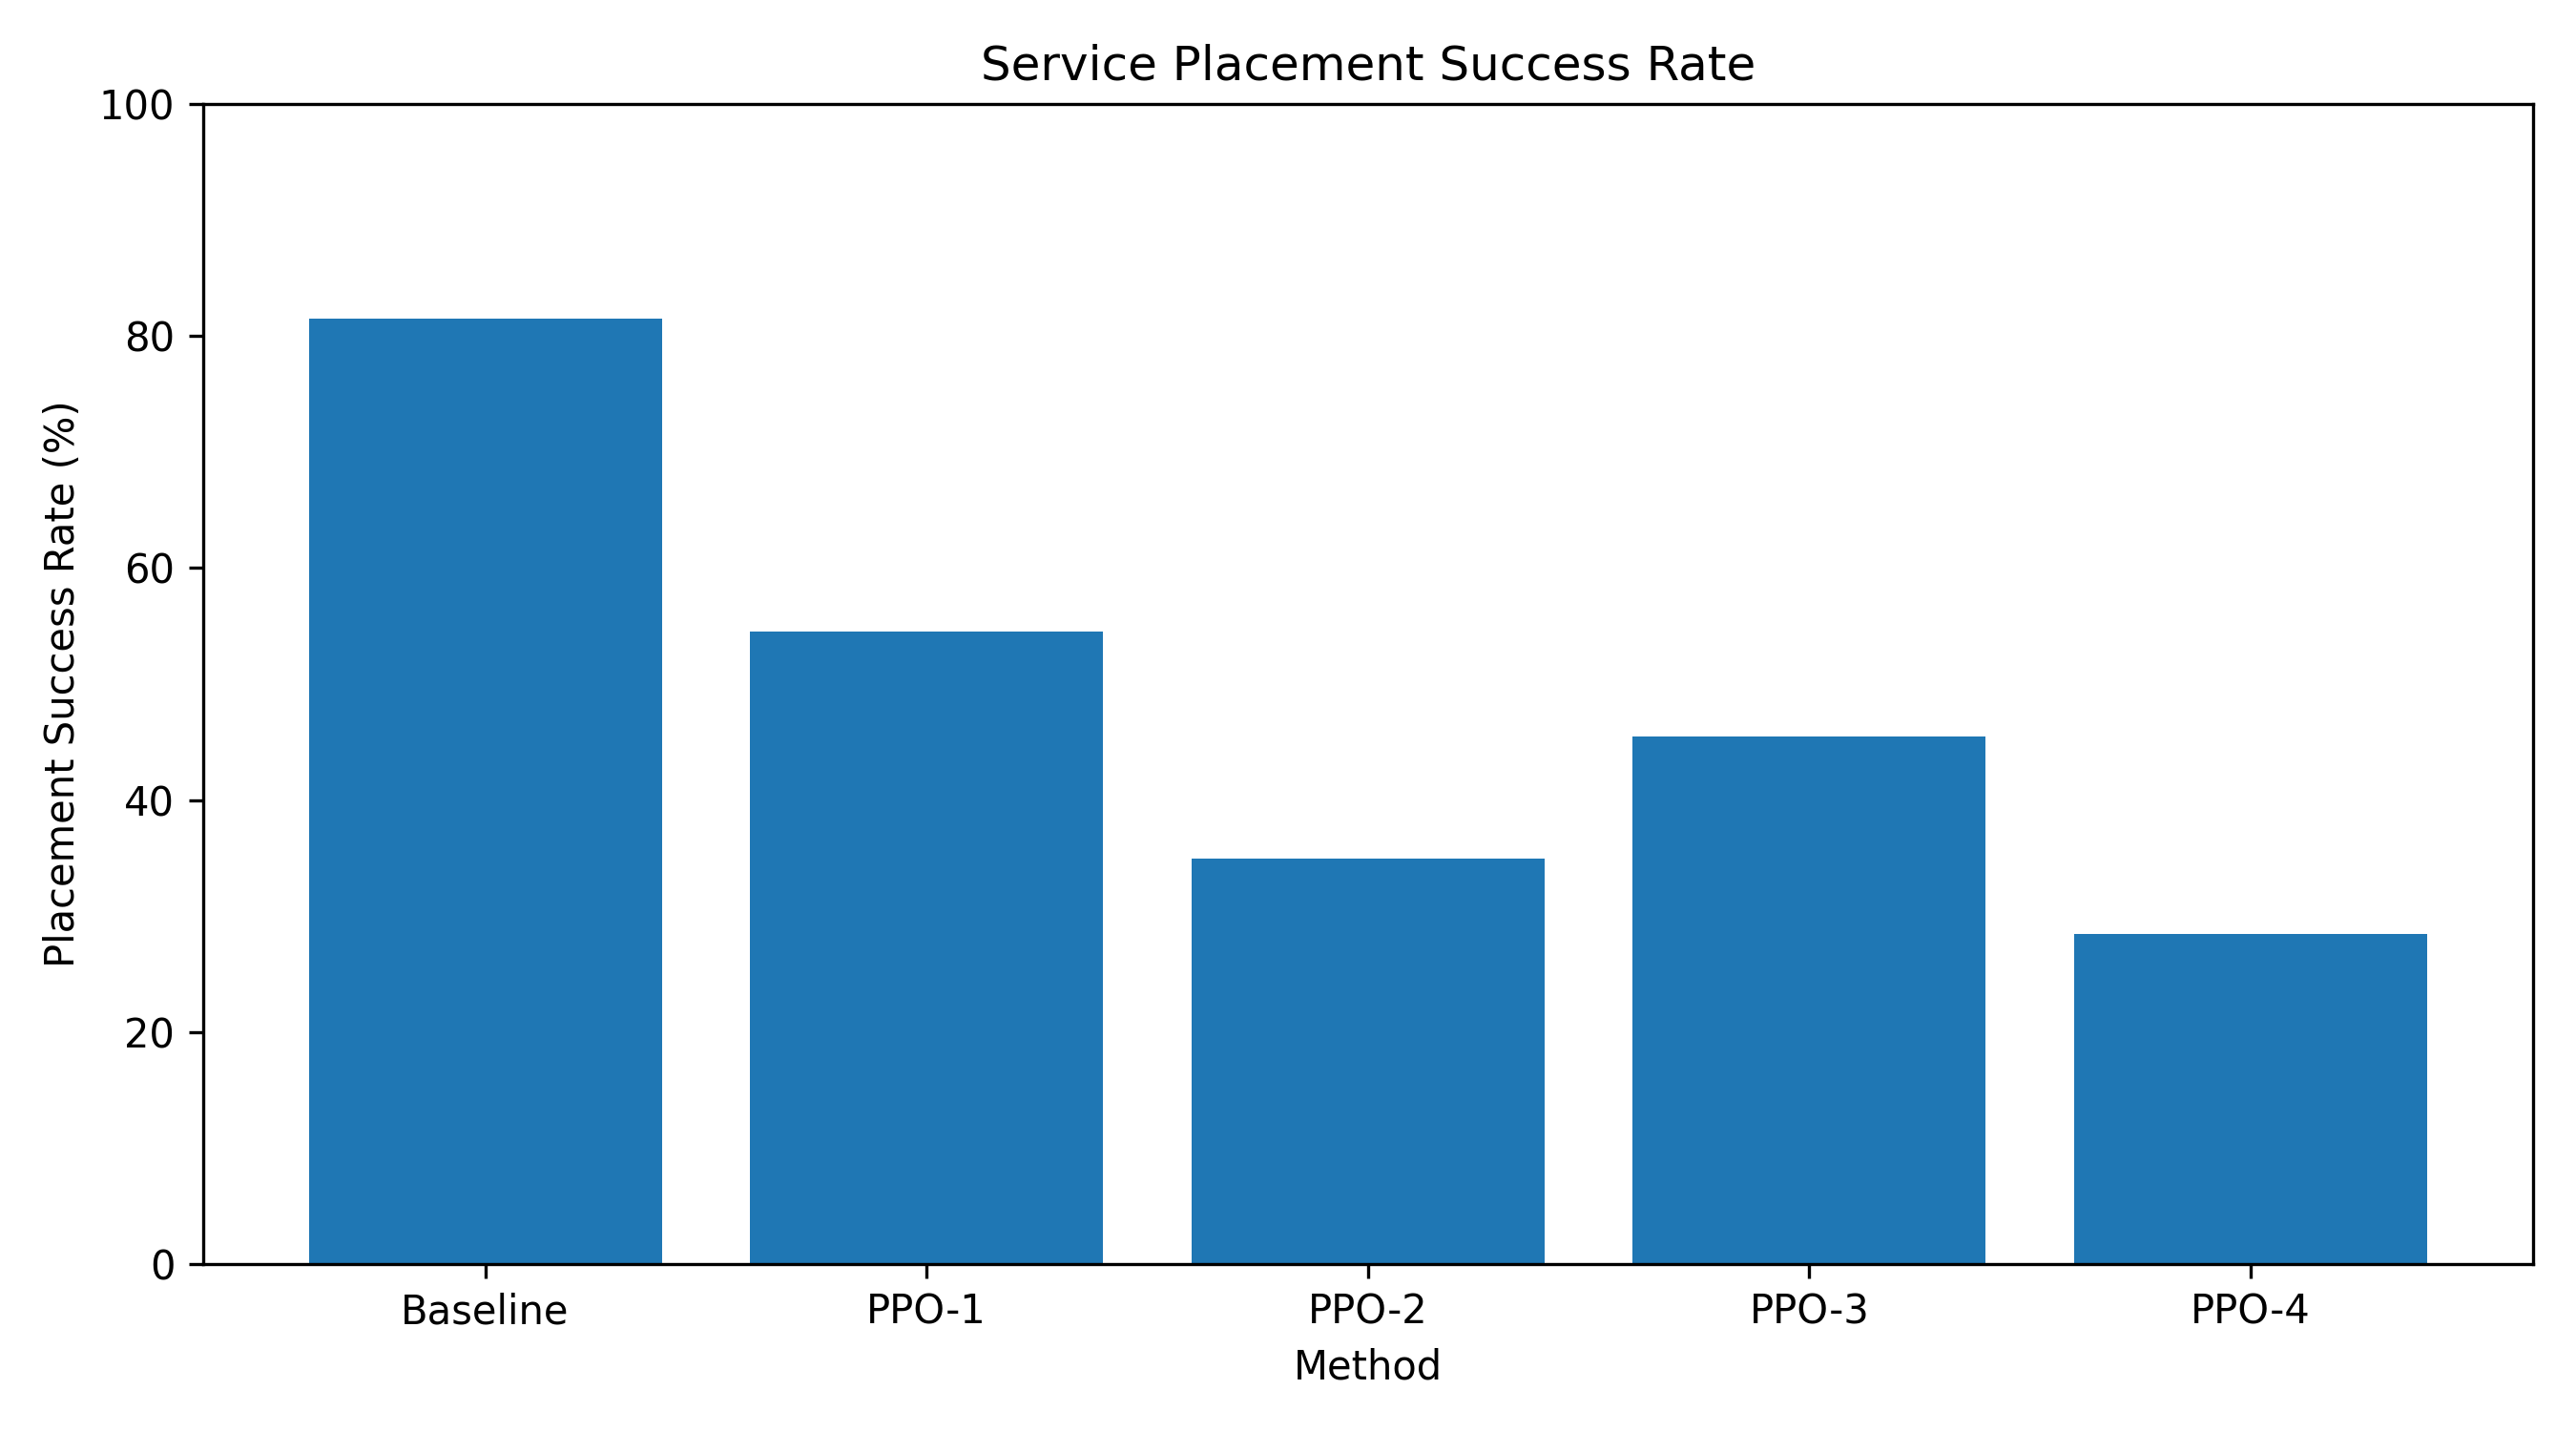 Service Placement Success Rate
Placement Success Rate (%)
100
80
60
40
20
0
Baseline PPO-1 PPO-2 PPO-3 PPO-4
Method